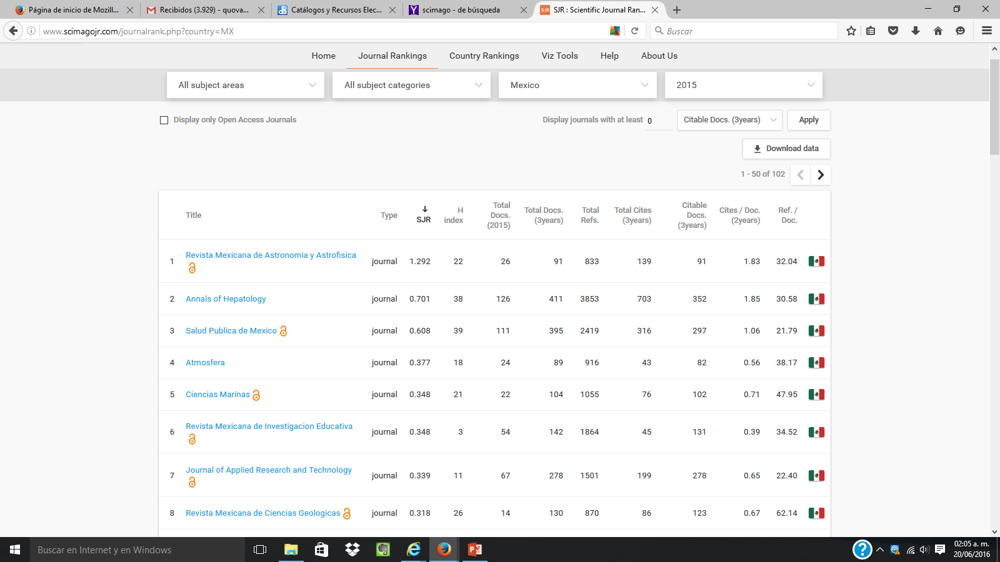 Página de inicio de Mozill...
Recibidos (3.929) - quova...
Catálogos y Recursos Elec...
scimago - de búsqueda
SJR : Scientific Journal Ran...
www.scimagojr.com/journalrank.php?country=MX
Buscar
Home Journal Rankings Country Rankings Viz Tools Help About Us
All subject areas All subject categories Mexico 2015
Display only Open Access Journals Display journals with at least 0 Citable Docs. (3years) Apply
Download data
1 - 50 of 102
Title Type SJR H index Total Docs. (2015) Total Docs. (3years) Total Refs. Total Cites (3years) Citable Docs. (3years) Cites / Doc. (2years) Ref. / Doc.
1 Revista Mexicana de Astronomia y Astrofisica journal 1.292 22 26 91 833 139 91 1.83 32.04
2 Annals of Hepatology journal 0.701 38 126 411 3853 703 352 1.85 30.58
3 Salud Publica de Mexico journal 0.608 39 111 395 2419 316 297 1.06 21.79
4 Atmosfera journal 0.377 18 24 89 916 43 82 0.56 38.17
5 Ciencias Marinas journal 0.348 21 22 104 1055 76 102 0.71 47.95
6 Revista Mexicana de Investigacion Educativa journal 0.348 3 54 142 1864 45 131 0.39 34.52
7 Journal of Applied Research and Technology journal 0.339 11 67 278 1501 199 278 0.65 22.40
8 Revista Mexicana de Ciencias Geologicas journal 0.318 26 14 130 870 86 123 0.67 62.14
Buscar en Internet y en Windows
02:05 a. m.
20/06/2016